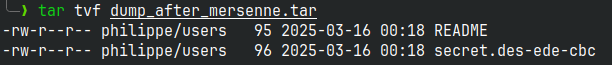 ❯ tar tvf dump_after_mersenne.tar
-rw-r--r-- philippe/users   95 2025-03-16 00:18 README
-rw-r--r-- philippe/users   96 2025-03-16 00:18 secret.des-ede-cbc